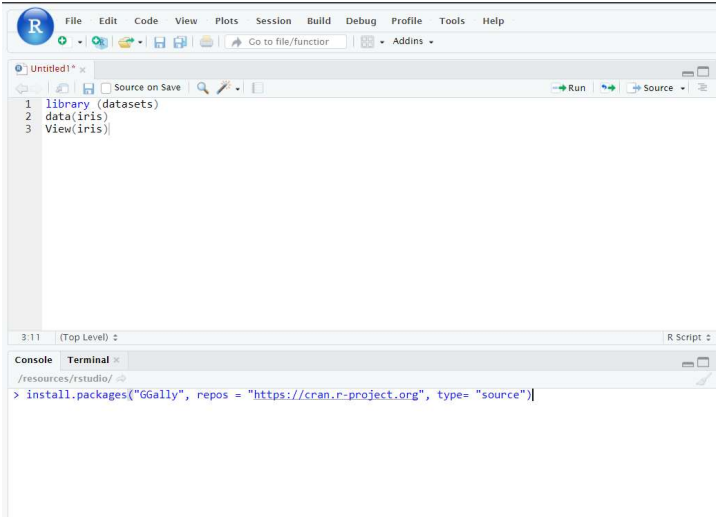 R File Edit Code View Plots Session Build Debug Profile Tools Help
Go to file/functior Addins
Untitled1*
Source on Save Run Source
1 library (datasets)
2 data(iris)
3 View(iris)
3:11 (Top Level) R Script
Console Terminal
/resources/rstudio/
> install.packages("GGally", repos = "https://cran.r-project.org", type= "source")